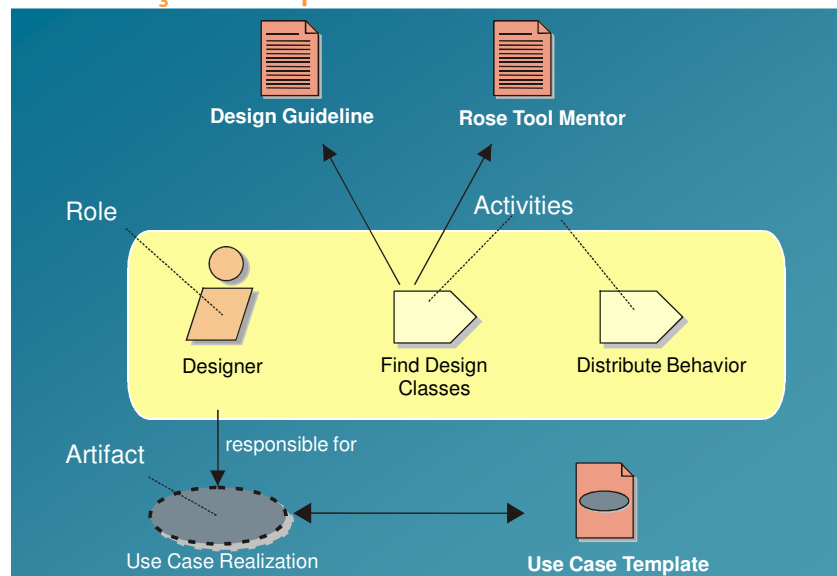 Design Guideline
Rose Tool Mentor
Role
Activities
Designer
Find Design
Classes
Distribute Behavior
responsible for
Artifact
Use Case Realization
Use Case Template